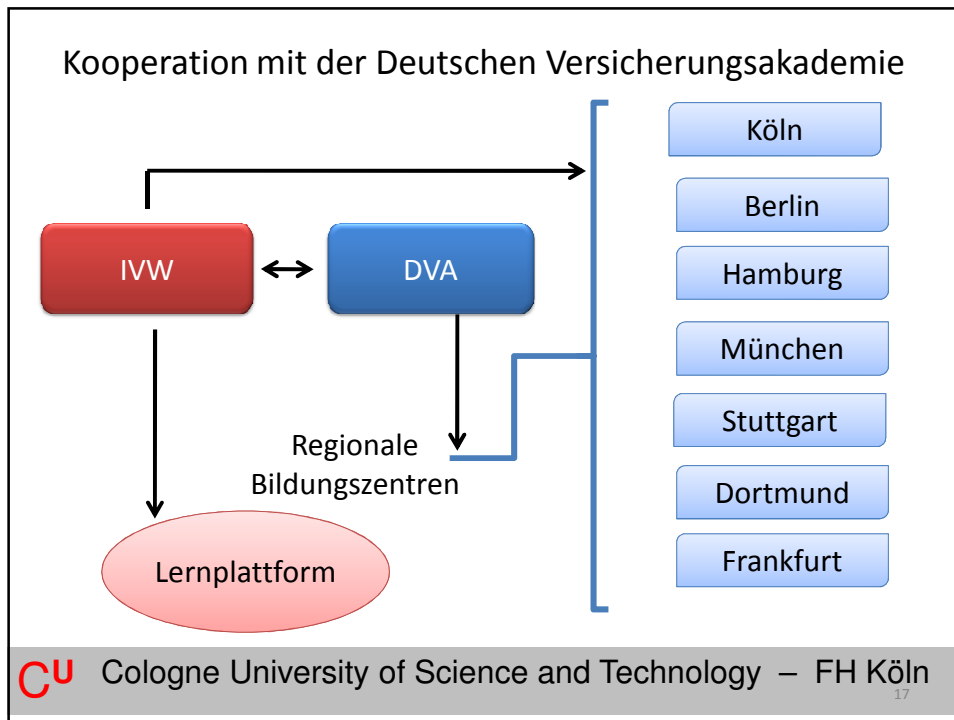 Kooperation mit der Deutschen Versicherungsakademie
IVW
DVA
Regionale
Bildungszentren
Lernplattform
Köln
Berlin
Hamburg
München
Stuttgart
Dortmund
Frankfurt
CU Cologne University of Science and Technology – FH Köln
17